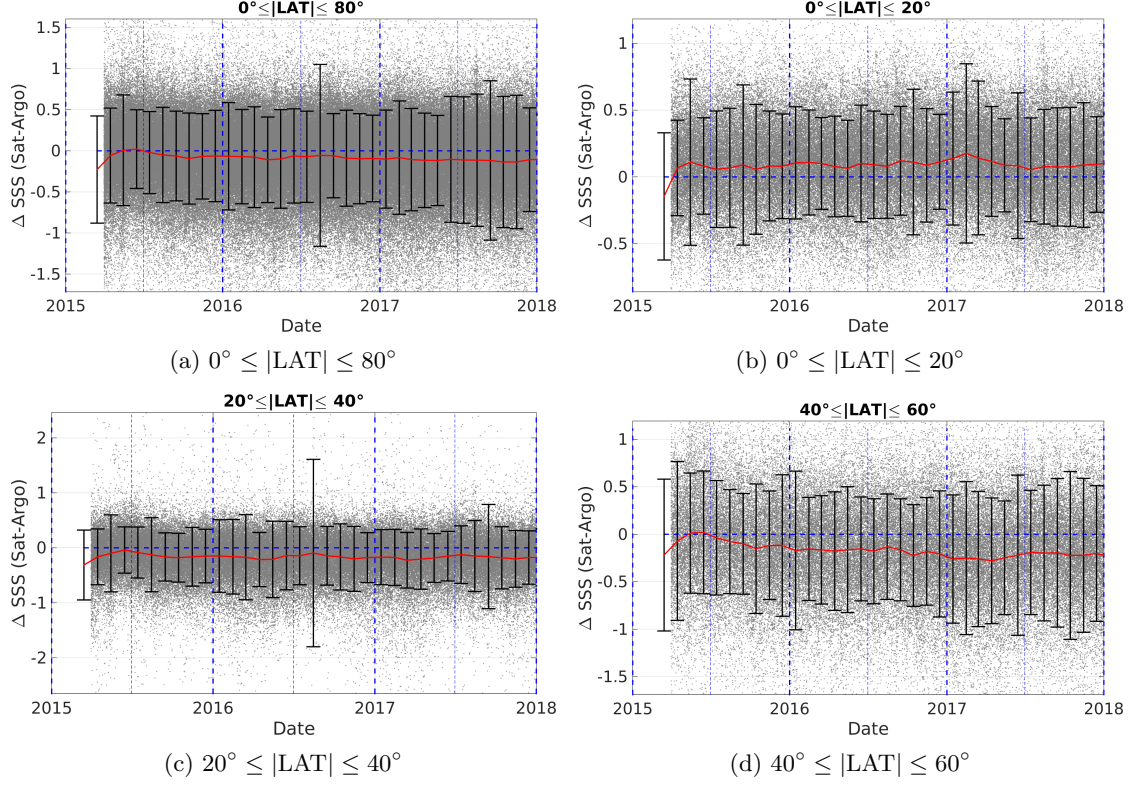 0°≤|LAT|≤ 80°
1.5
1
0.5
0
-0.5
-1
-1.5
Δ SSS (Sat-Argo)
2015 2016 2017 2018
Date
(a) 0° ≤ |LAT| ≤ 80°
0°≤|LAT|≤ 20°
1
0.5
0
-0.5
Δ SSS (Sat-Argo)
2015 2016 2017 2018
Date
(b) 0° ≤ |LAT| ≤ 20°
20°≤|LAT|≤ 40°
2
1
0
-1
-2
Δ SSS (Sat-Argo)
2015 2016 2017 2018
Date
(c) 20° ≤ |LAT| ≤ 40°
40°≤|LAT|≤ 60°
1
0.5
0
-0.5
-1
-1.5
Δ SSS (Sat-Argo)
2015 2016 2017 2018
Date
(d) 40° ≤ |LAT| ≤ 60°